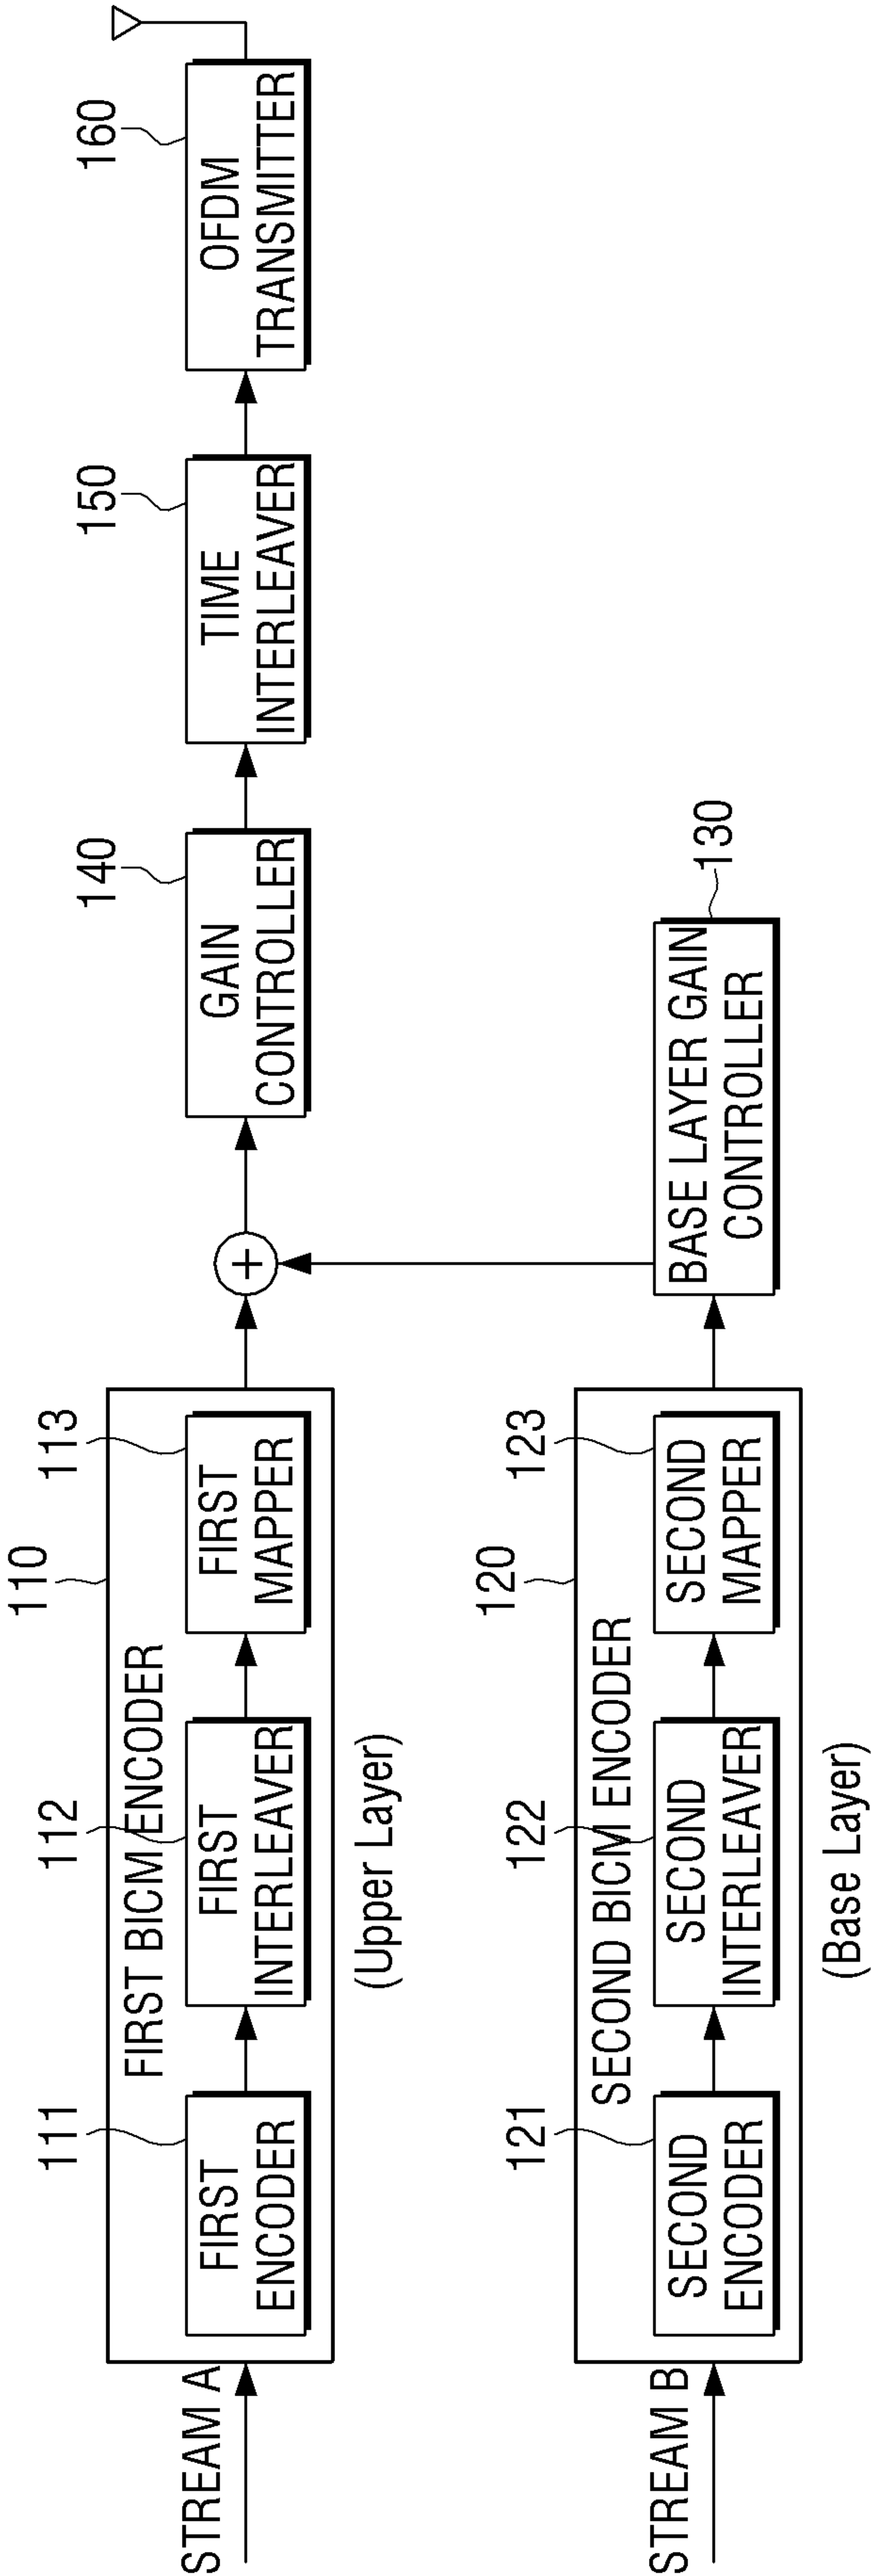 STREAM A
110
FIRST BICM ENCODER
111
FIRST
ENCODER
112
FIRST
INTERLEAVER
113
FIRST
MAPPER
(Upper Layer)
+
140
GAIN
CONTROLLER
150
TIME
INTERLEAVER
160
OFDM
TRANSMITTER
STREAM B
120
SECOND BICM ENCODER
121
SECOND
ENCODER
122
SECOND
INTERLEAVER
123
SECOND
MAPPER
(Base Layer)
130
BASE LAYER GAIN
CONTROLLER